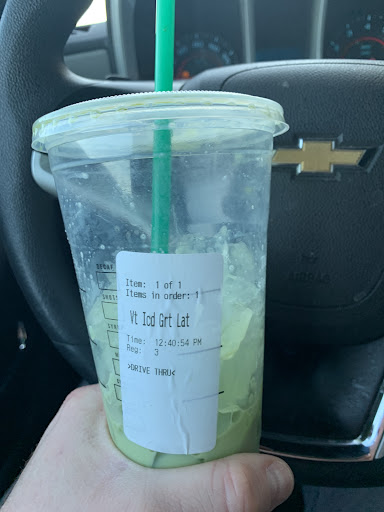 Item: 1 of 1
Items in order: 1
Vt Icd Grt Lat
Time: 12:40:54 PM
Reg: 3
>DRIVE THRU<
DECAF